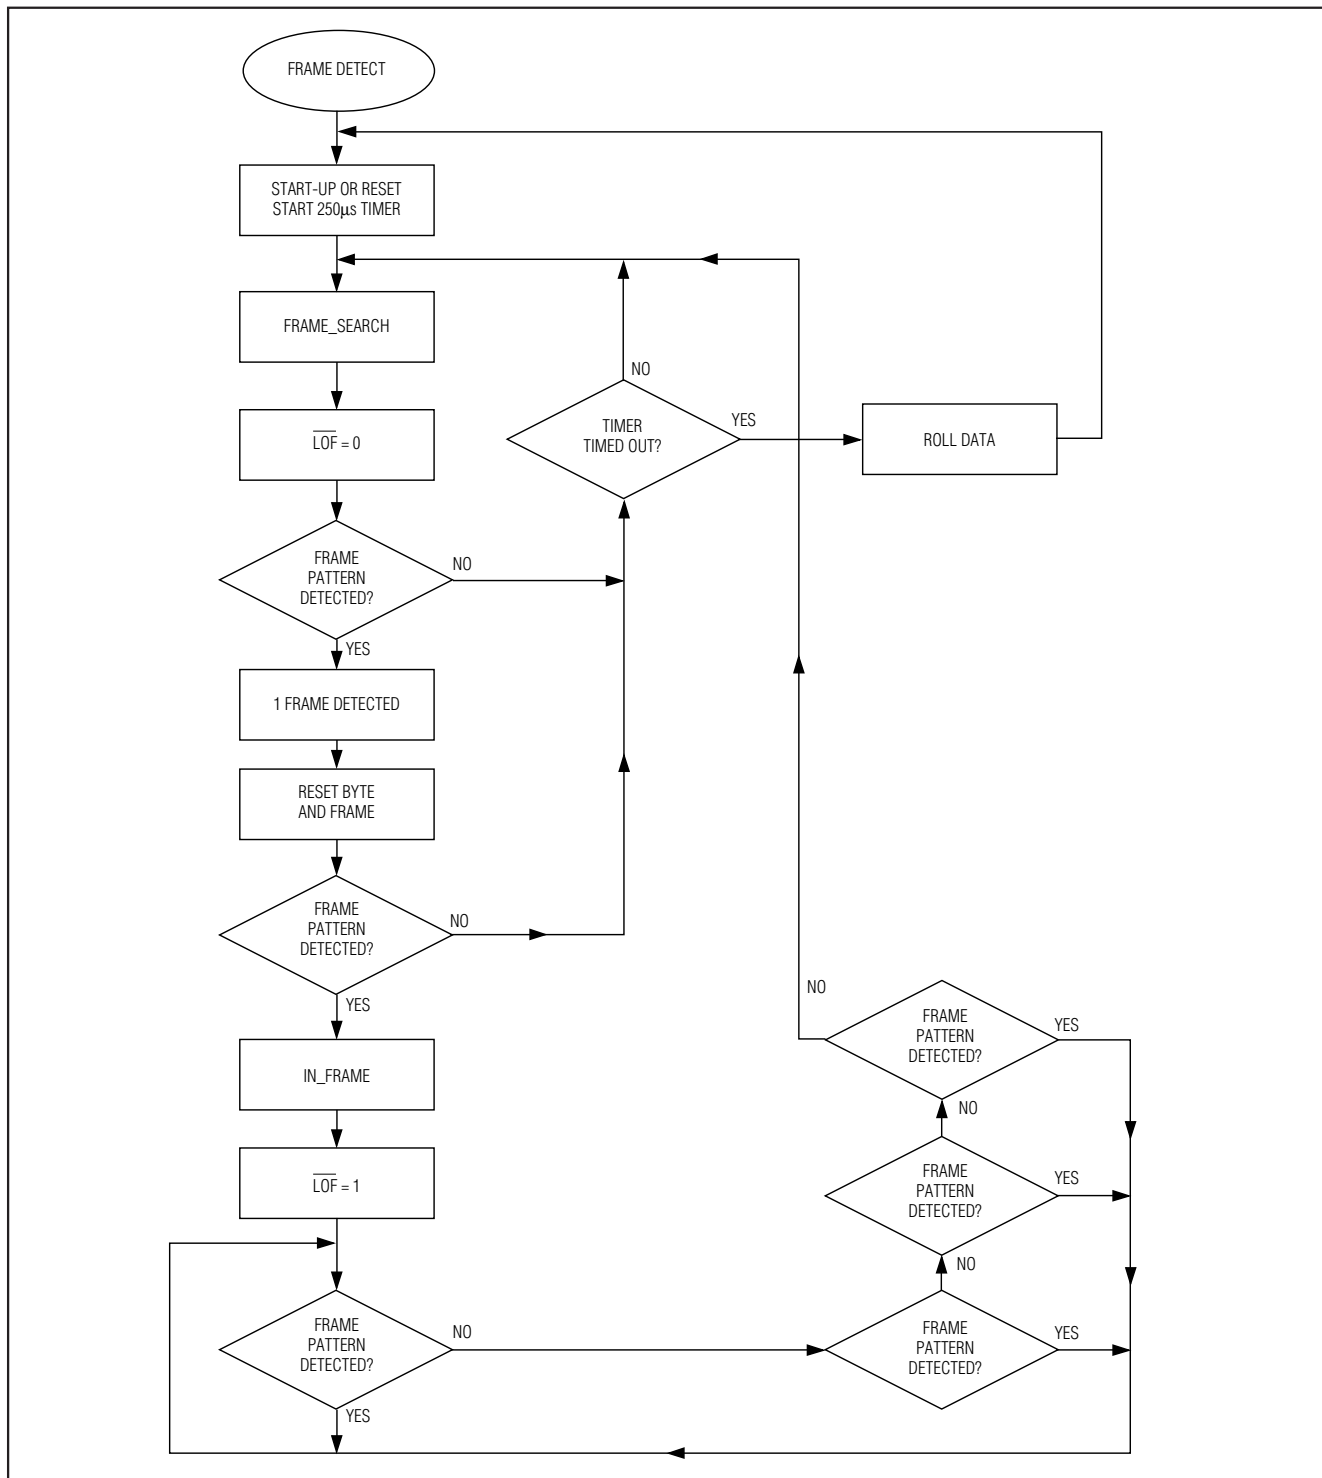 FRAME DETECT
START-UP OR RESET
START 250µs TIMER
FRAME_SEARCH
NO
TIMER
TIMED OUT?
YES
ROLL DATA
L̅O̅F̅ = 0
FRAME
PATTERN
DETECTED?
NO
YES
1 FRAME DETECTED
RESET BYTE
AND FRAME
FRAME
PATTERN
DETECTED?
NO
YES
NO
FRAME
PATTERN
DETECTED?
YES
IN_FRAME
NO
L̅O̅F̅ = 1
FRAME
PATTERN
DETECTED?
YES
NO
FRAME
PATTERN
DETECTED?
NO
YES
FRAME
PATTERN
DETECTED?
YES